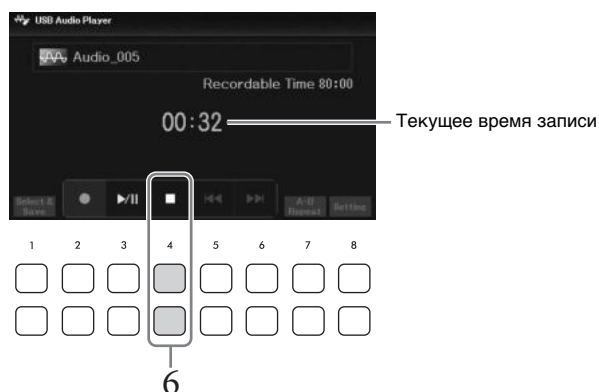 USB Audio Player
Audio_005
Recordable Time 80:00
00:32
Текущее время записи
Select &
Save
A-B
Repeat
Setting
1 2 3 4 5 6 7 8
6